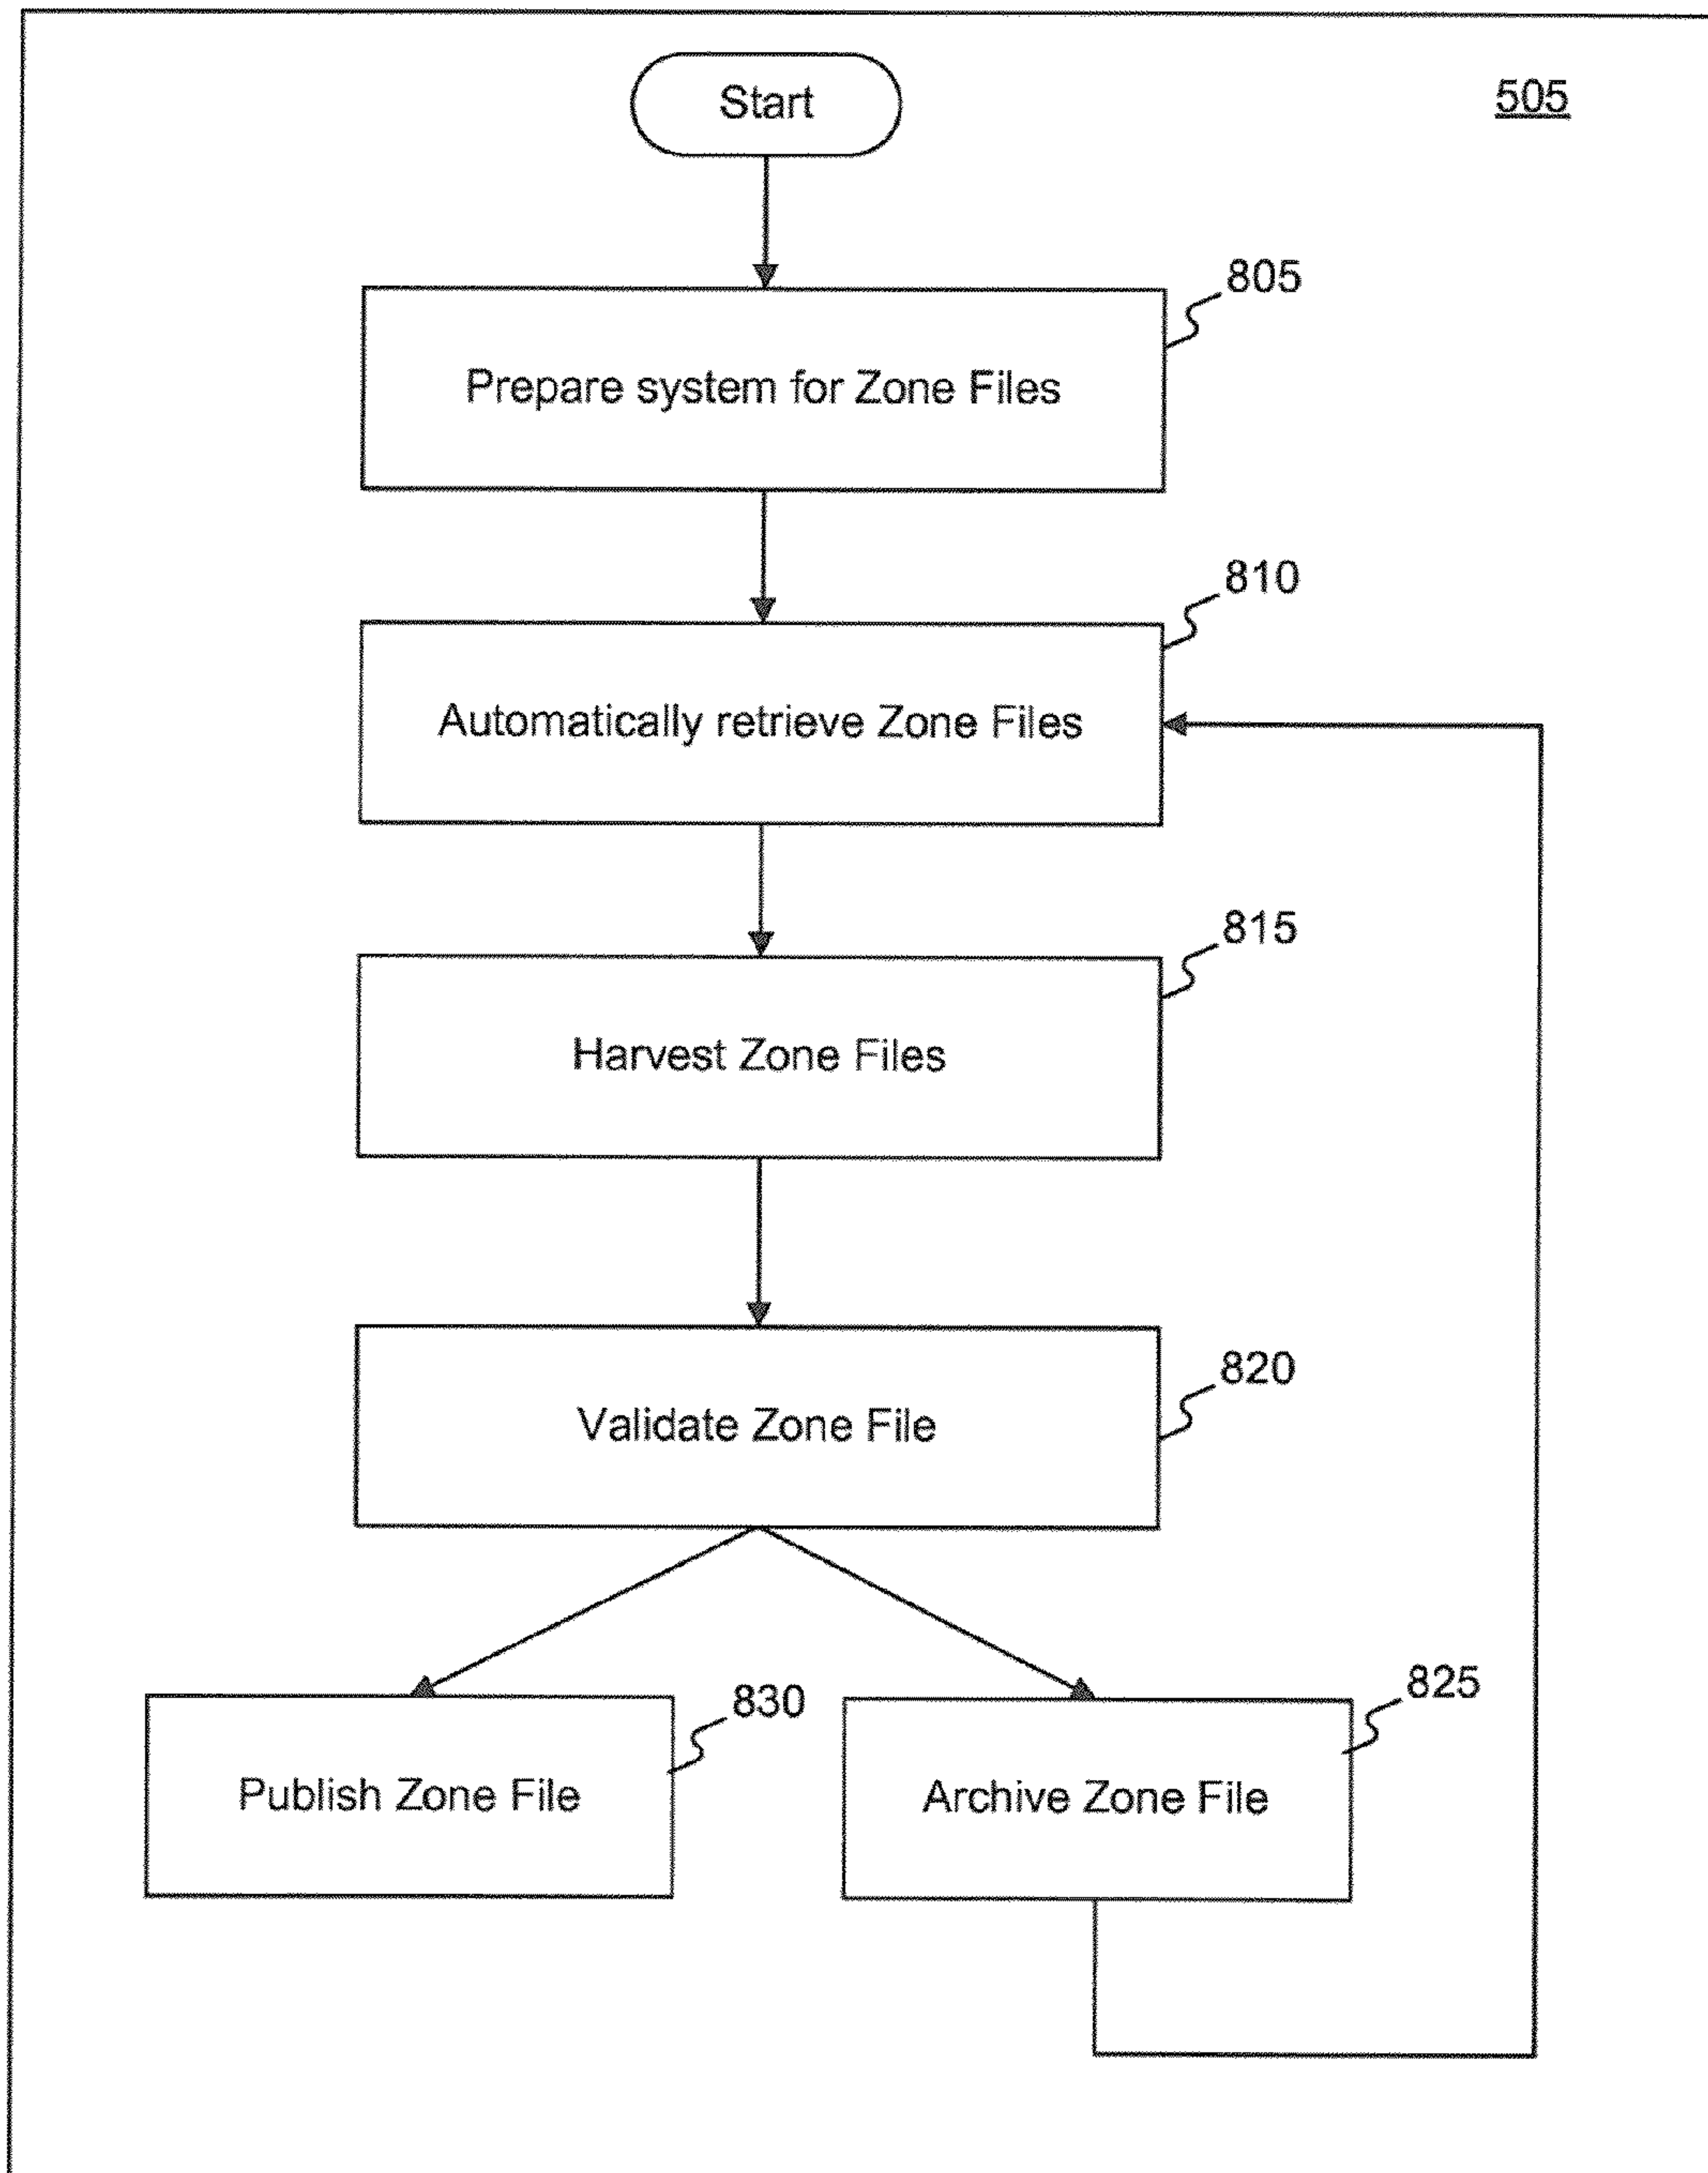 Start
505
805
Prepare system for Zone Files
810
Automatically retrieve Zone Files
815
Harvest Zone Files
820
Validate Zone File
830
825
Publish Zone File
Archive Zone File